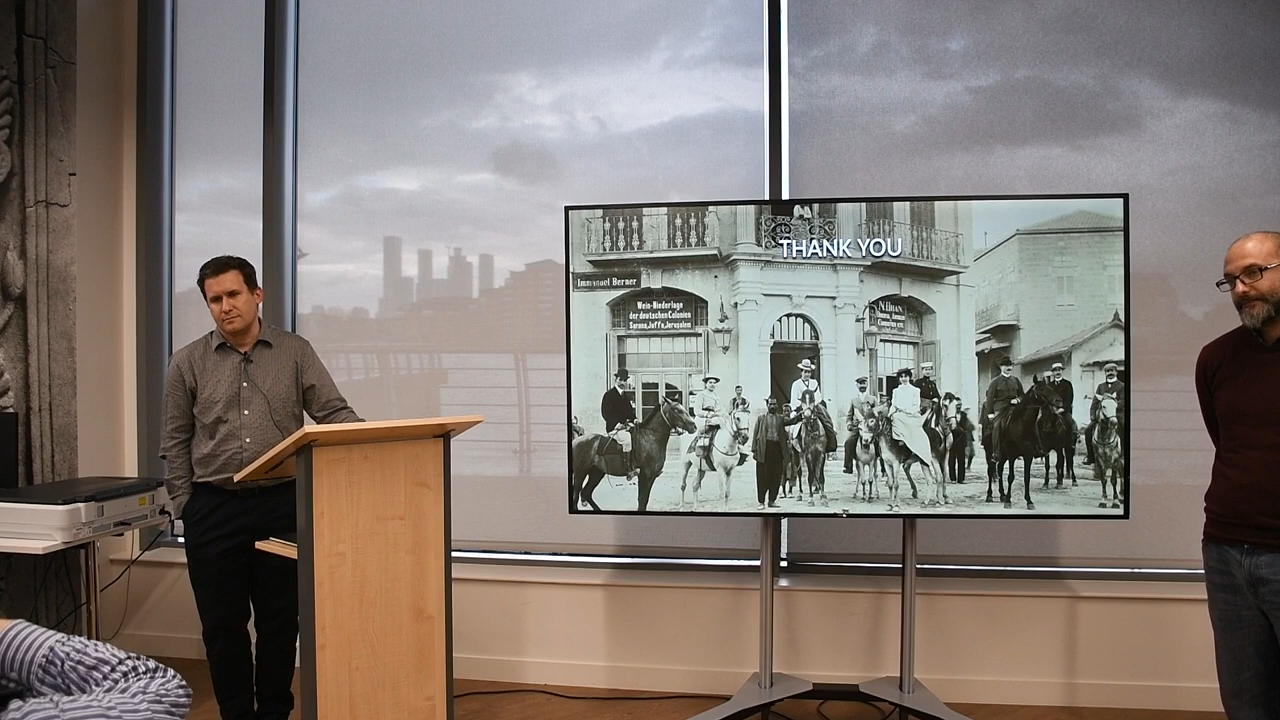 THANK YOU
Immanuel Berner
Wein-Niederlage
der deutschen Colonien
Sarona, Jaffa, Jerusalem